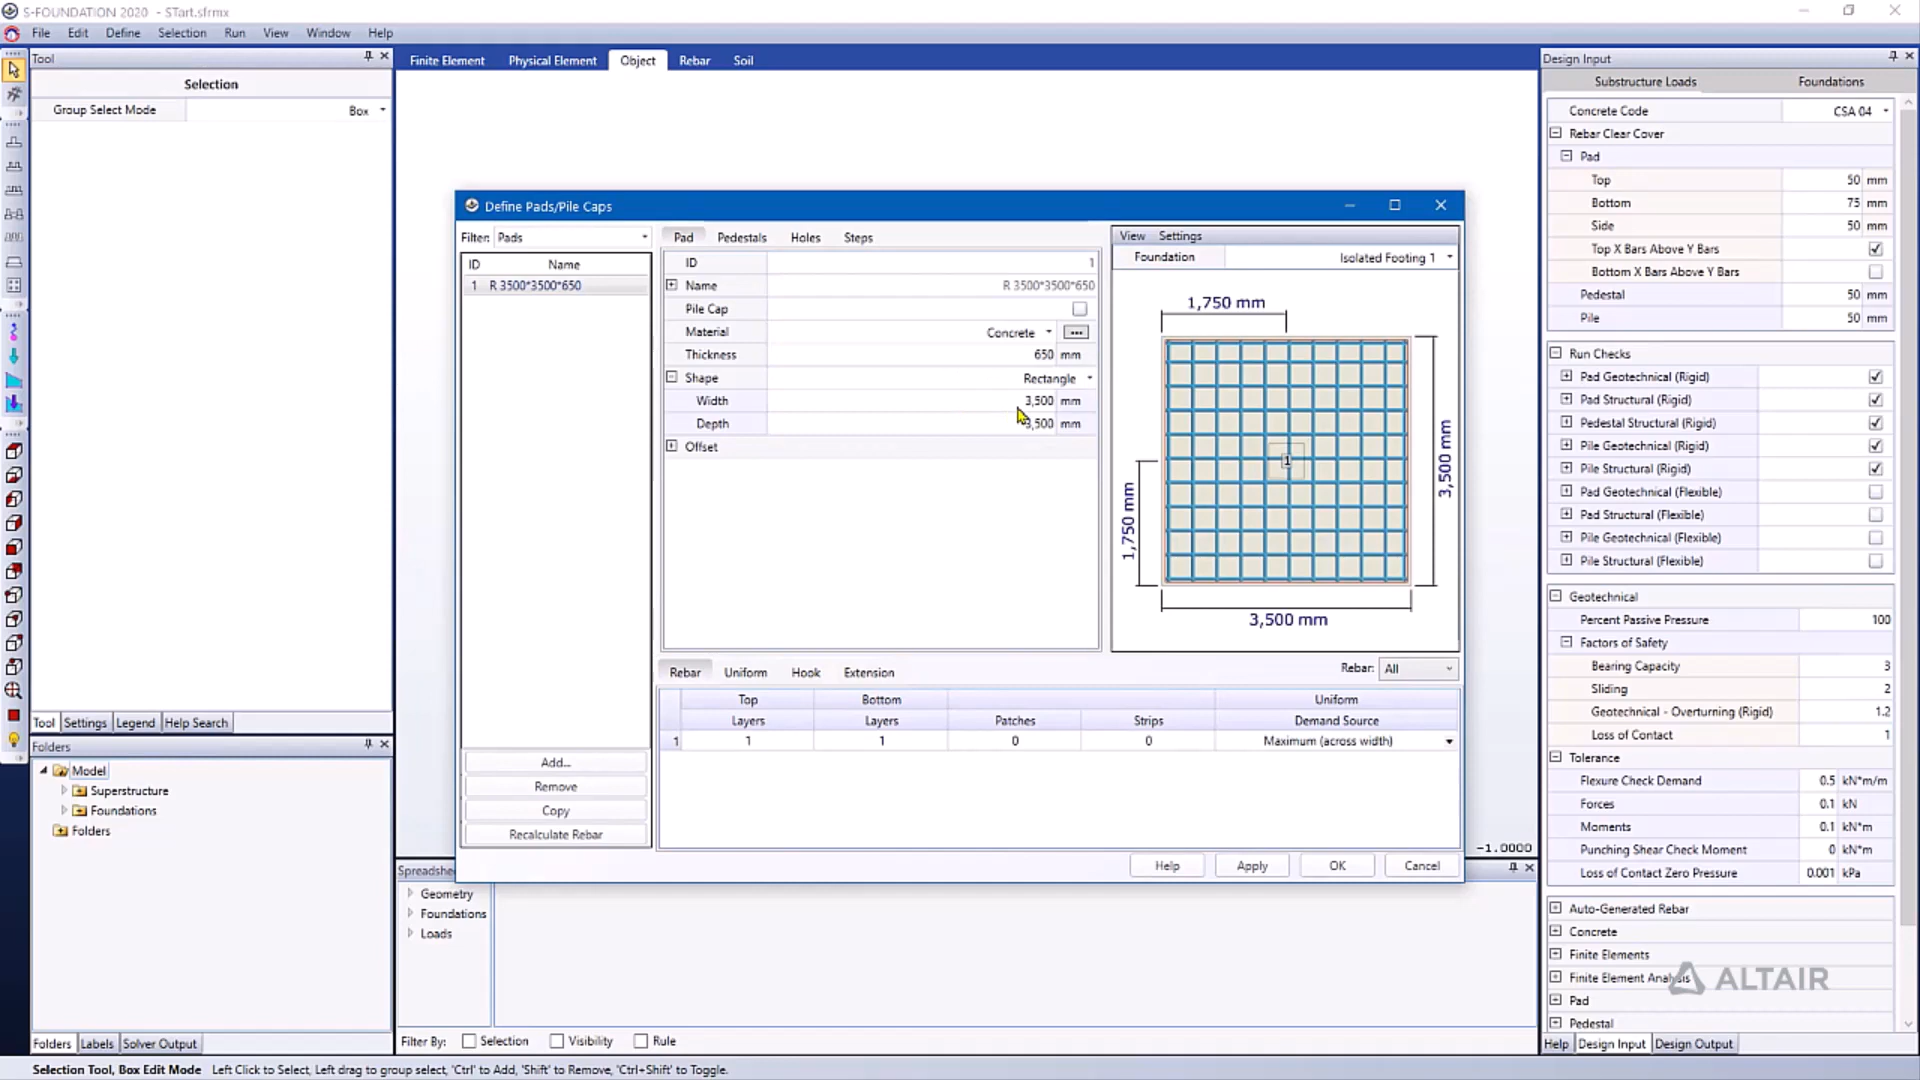 S-FOUNDATION 2020 - STart.sfrmx
File Edit Define Selection Run View Window Help
Tool
Selection
Group Select Mode Box
Tool Settings Legend Help Search
Folders
Model
Superstructure
Foundations
Folders
Folders Labels Solver Output
Finite Element Physical Element Object Rebar Soil
Define Pads/Pile Caps
Filter: Pads
ID Name
1 R 3500*3500*650
Add...
Remove
Copy
Recalculate Rebar
Pad Pedestals Holes Steps
ID 1
Name R 3500*3500*650
Pile Cap
Material Concrete ...
Thickness 650 mm
Shape Rectangle
Width 3,500 mm
Depth 3,500 mm
Offset
View Settings
Foundation Isolated Footing 1
1,750 mm
1
3,500 mm
1,750 mm
3,500 mm
Rebar Uniform Hook Extension
Rebar: All
Top Bottom Uniform
Layers Layers Patches Strips Demand Source
1 1 1 0 0 Maximum (across width)
Help Apply OK Cancel
-1.0000
Spreadshe
Geometry
Foundations
Loads
Filter By: Selection Visibility Rule
Design Input
Substructure Loads Foundations
Concrete Code CSA 04
Rebar Clear Cover
Pad
Top 50 mm
Bottom 75 mm
Side 50 mm
Top X Bars Above Y Bars
Bottom X Bars Above Y Bars
Pedestal 50 mm
Pile 50 mm
Run Checks
Pad Geotechnical (Rigid)
Pad Structural (Rigid)
Pedestal Structural (Rigid)
Pile Geotechnical (Rigid)
Pile Structural (Rigid)
Pad Geotechnical (Flexible)
Pad Structural (Flexible)
Pile Geotechnical (Flexible)
Pile Structural (Flexible)
Geotechnical
Percent Passive Pressure 100
Factors of Safety
Bearing Capacity 3
Sliding 2
Geotechnical - Overturning (Rigid) 1.2
Loss of Contact 1
Tolerance
Flexure Check Demand 0.5 kN*m/m
Forces 0.1 kN
Moments 0.1 kN*m
Punching Shear Check Moment 0 kN*m
Loss of Contact Zero Pressure 0.001 kPa
Auto-Generated Rebar
Concrete
Finite Elements
Finite Element Analysis
ALTAIR
Pad
Pedestal
Help Design Input Design Output
Selection Tool, Box Edit Mode Left Click to Select, Left drag to group select, 'Ctrl' to Add, 'Shift' to Remove, 'Ctrl+Shift' to Toggle.